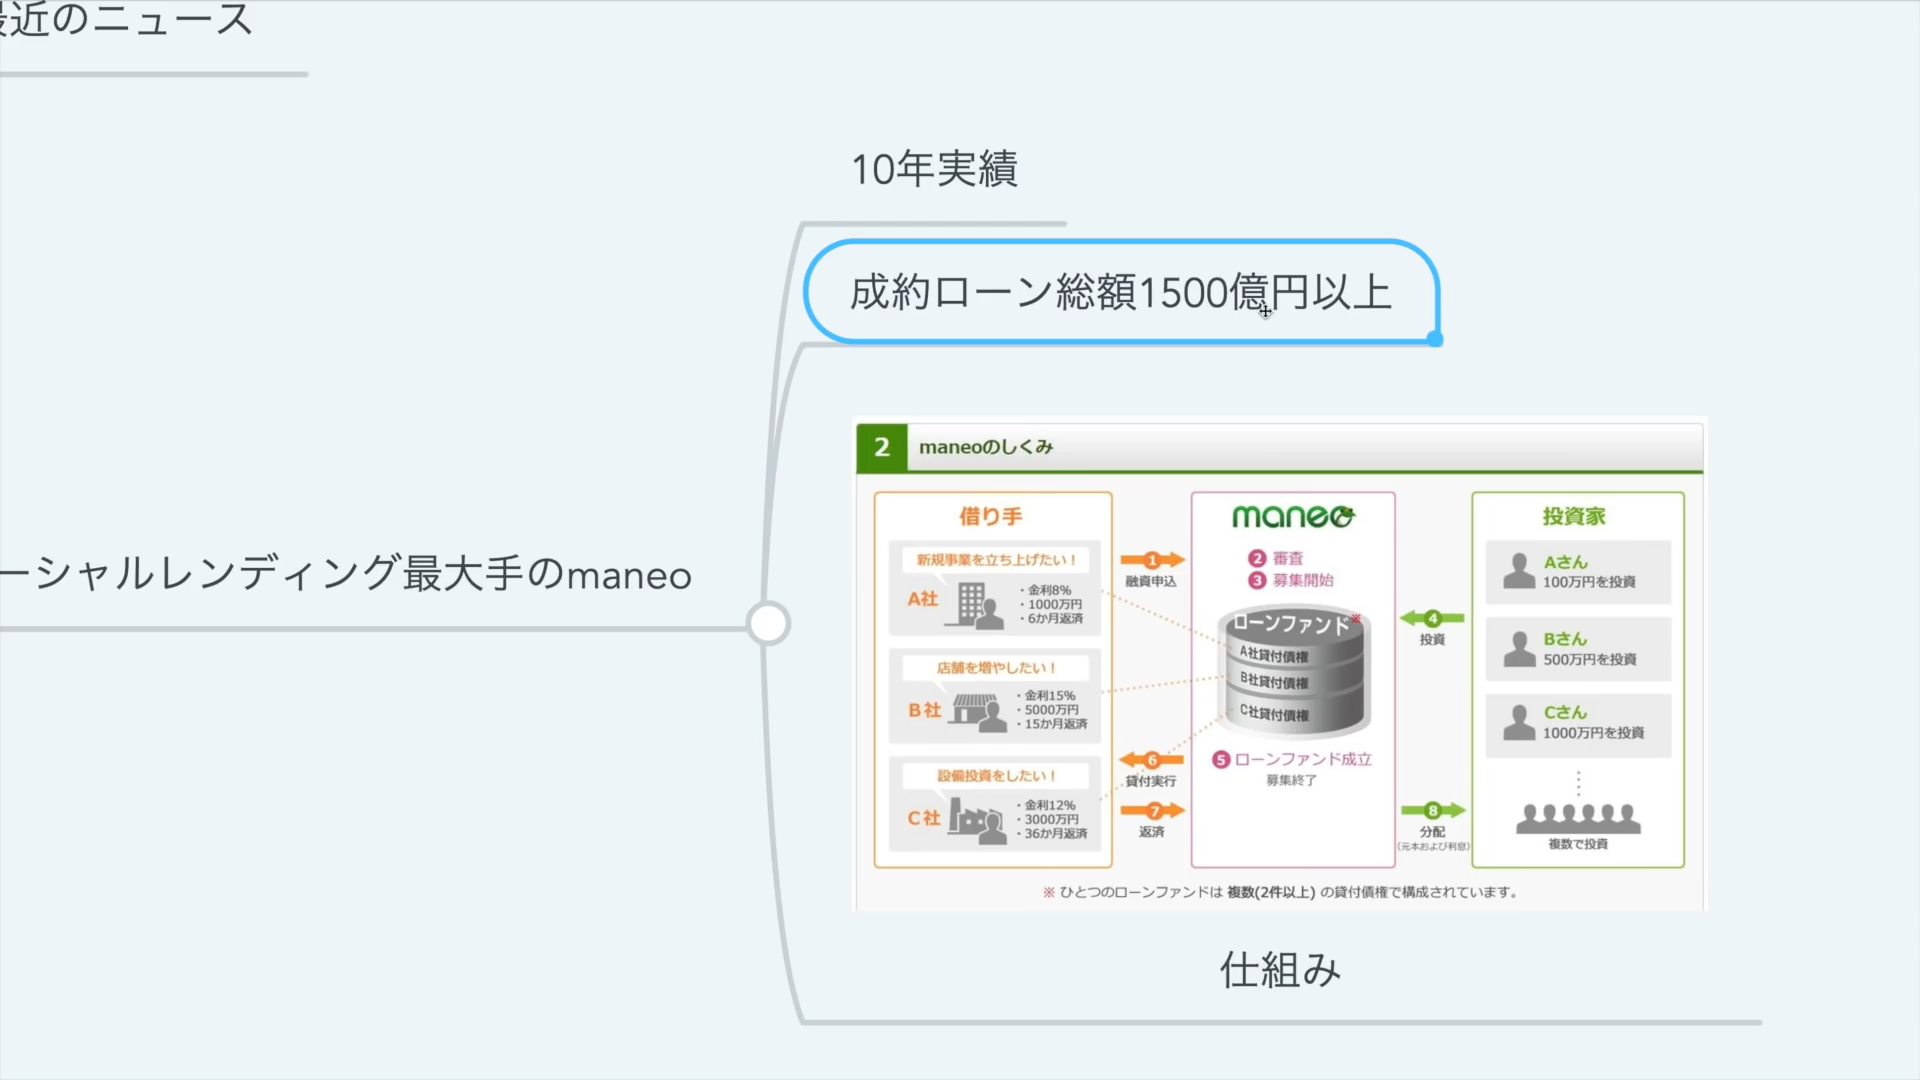 最近のニュース
10年実績
成約ローン総額1500億円以上
ーシャルレンディング最大手のmaneo
2 maneoのしくみ
借り手
新規事業を立ち上げたい！
A社
・金利8%
・1000万円
・6か月返済
店舗を増やしたい！
B社
・金利15%
・5000万円
・15か月返済
設備投資をしたい！
C社
・金利12%
・3000万円
・36か月返済
1
融資申込
6
貸付実行
7
返済
maneo
2 審査
3 募集開始
ローンファンド※
A社貸付債権
B社貸付債権
C社貸付債権
5 ローンファンド成立
募集終了
4
投資
8
分配
(元本および利息)
投資家
Aさん
100万円を投資
Bさん
500万円を投資
Cさん
1000万円を投資
複数で投資
※ ひとつのローンファンドは 複数(2件以上) の貸付債権で構成されています。
仕組み